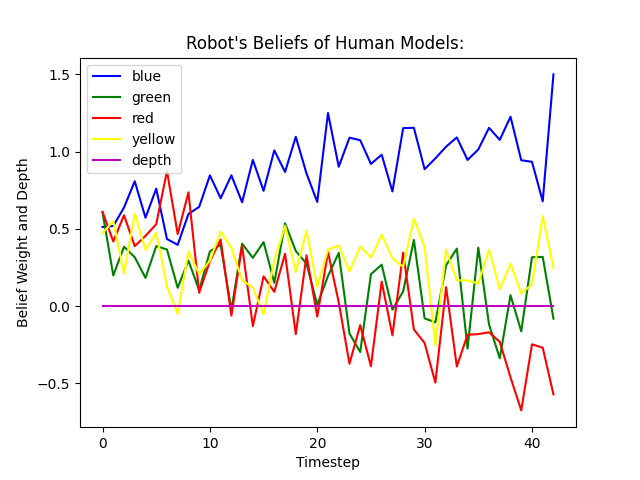 Robot's Beliefs of Human Models:
blue
green
red
yellow
depth
1.5
1.0
0.5
0.0
−0.5
Belief Weight and Depth
0 10 20 30 40
Timestep